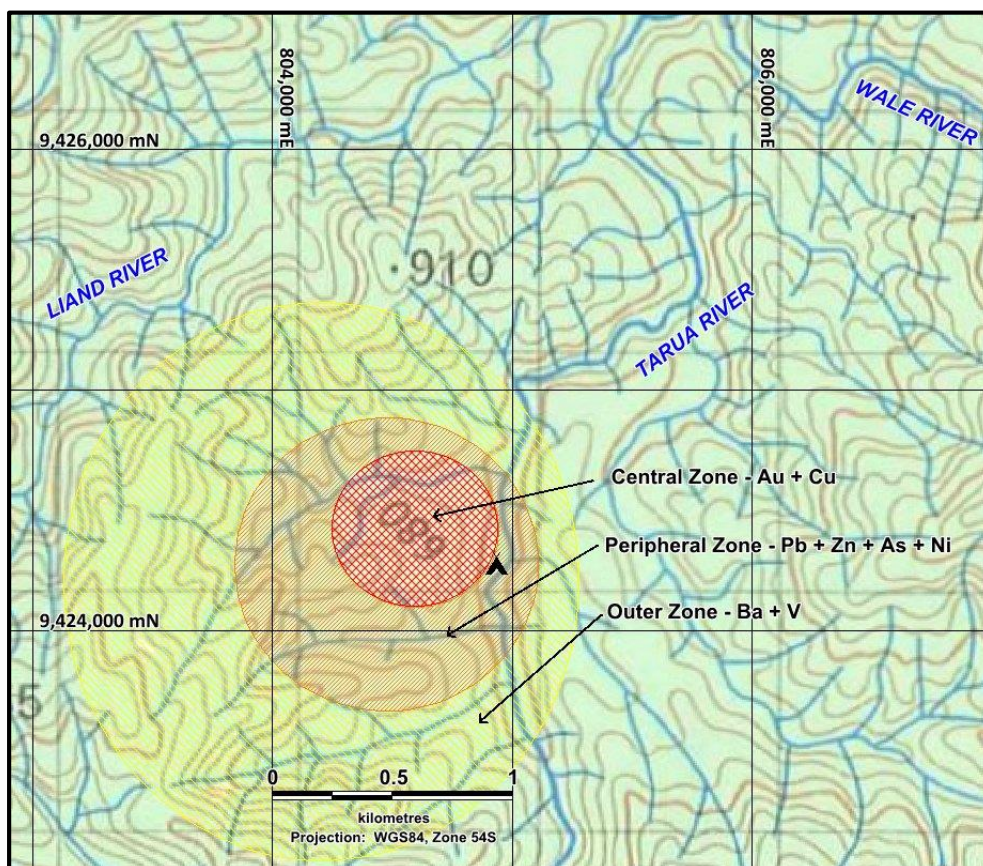 804,000 mE
806,000 mE
WALE RIVER
9,426,000 mN
910
LIAND RIVER
TARUA RIVER
Central Zone - Au + Cu
680
Peripheral Zone - Pb + Zn + As + Ni
Outer Zone - Ba + V
9,424,000 mN
5
0 0.5 1
kilometres
Projection: WGS84, Zone 54S